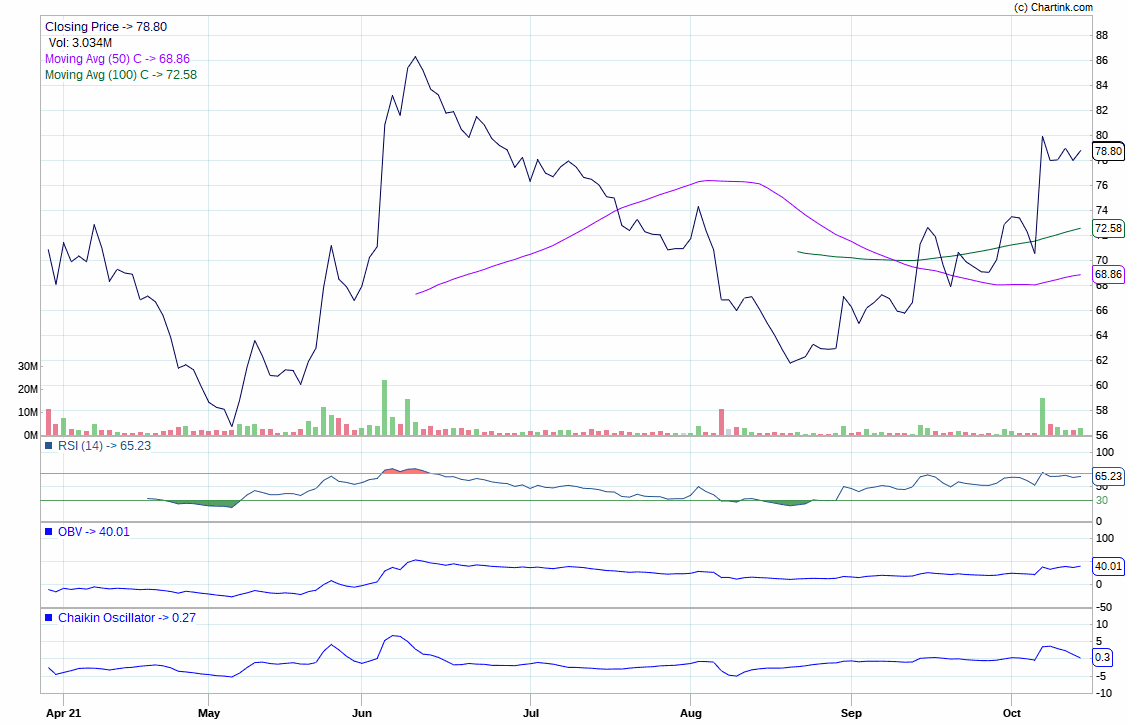 (c) Chartink.com
Closing Price -> 78.80
Vol: 3.034M
Moving Avg (50) C -> 68.86
Moving Avg (100) C -> 72.58
88
86
84
82
80
78.80
78
76
74
72.58
72
70
68.86
68
66
64
62
60
58
56
30M
20M
10M
0M
RSI (14) -> 65.23
100
65.23
50
30
0
OBV -> 40.01
100
40.01
0
-50
Chaikin Oscillator -> 0.27
10
5
0.3
-5
-10
Apr 21 May Jun Jul Aug Sep Oct